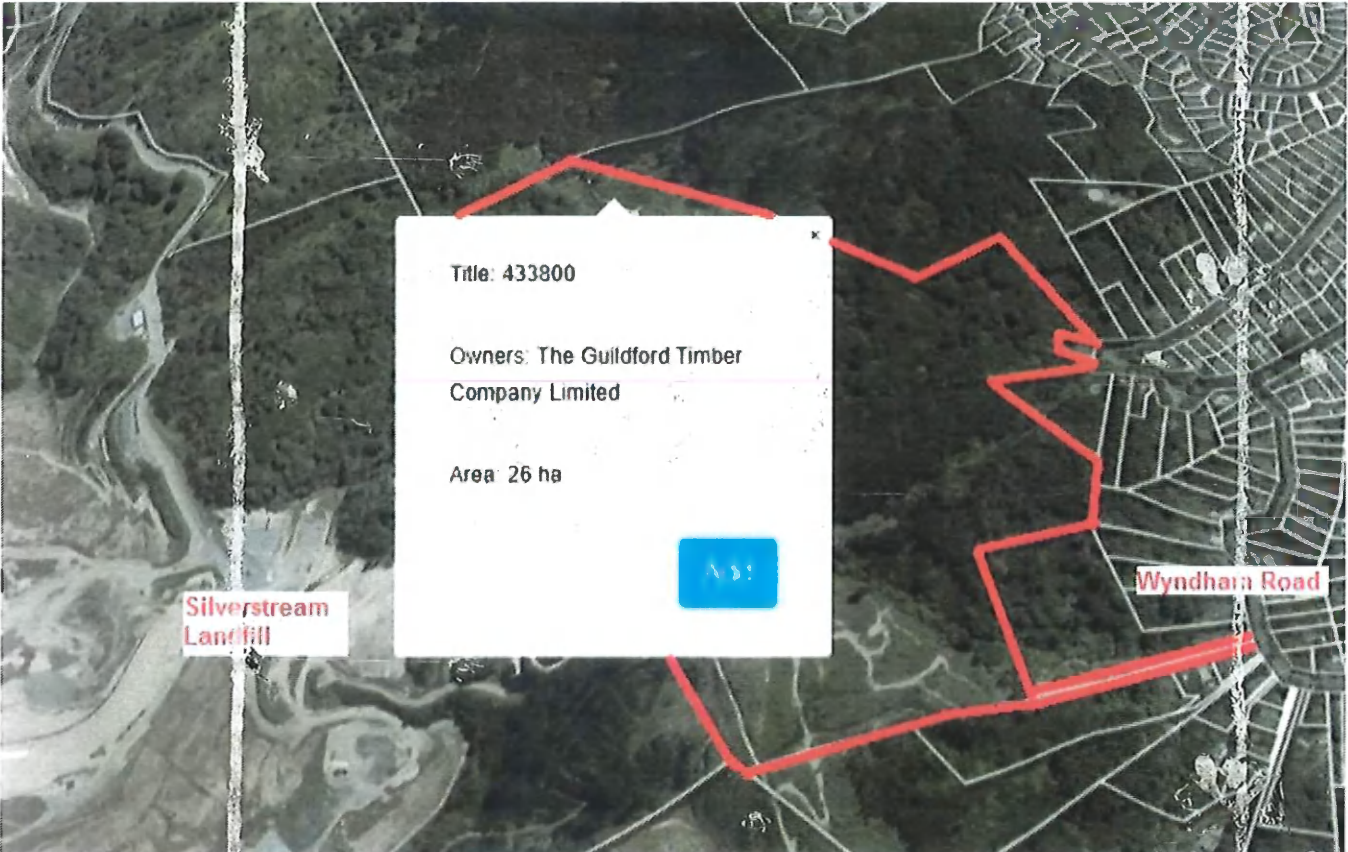 ×
Title: 433800
Owners: The Guildford Timber
Company Limited
Area: 26 ha
Silverstream
Landfill
Wyndham Road